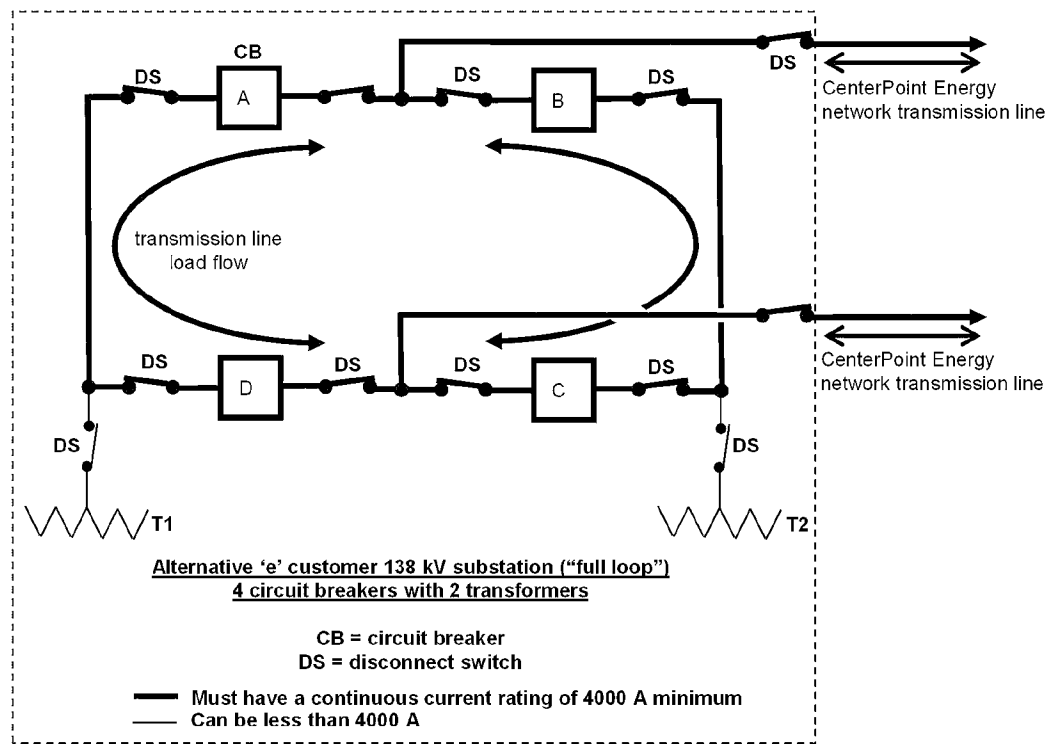 CB
DS
DS
DS
DS
A
B
CenterPoint Energy
network transmission line
transmission line
load flow
CenterPoint Energy
network transmission line
DS
DS
DS
DS
D
C
DS
DS
T1
T2
Alternative ‘e’ customer 138 kV substation (“full loop”)
4 circuit breakers with 2 transformers
CB = circuit breaker
DS = disconnect switch
Must have a continuous current rating of 4000 A minimum
Can be less than 4000 A